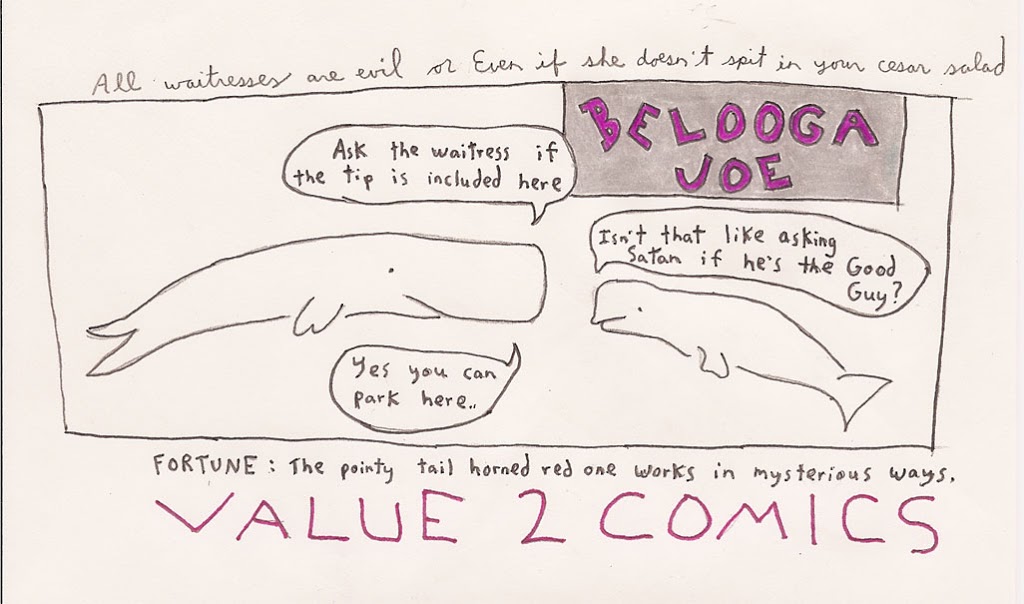 All waitresses are evil or Even if she doesn't spit in your cesar salad
BELOOGA
JOE
Ask the waitress if
the tip is included here
Isn't that like asking
Satan if he's the Good
Guy?
Yes you can
park here..
FORTUNE: The pointy tail horned red one works in mysterious ways.
VALUE 2 COMICS